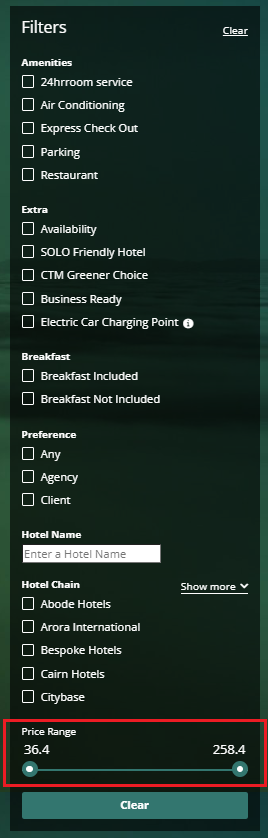 Filters
Clear
Amenities
24hrroom service
Air Conditioning
Express Check Out
Parking
Restaurant
Extra
Availability
SOLO Friendly Hotel
CTM Greener Choice
Business Ready
Electric Car Charging Point
Breakfast
Breakfast Included
Breakfast Not Included
Preference
Any
Agency
Client
Hotel Name
Enter a Hotel Name
Hotel Chain
Show more
Abode Hotels
Arora International
Bespoke Hotels
Cairn Hotels
Citybase
Price Range
36.4 258.4
Clear